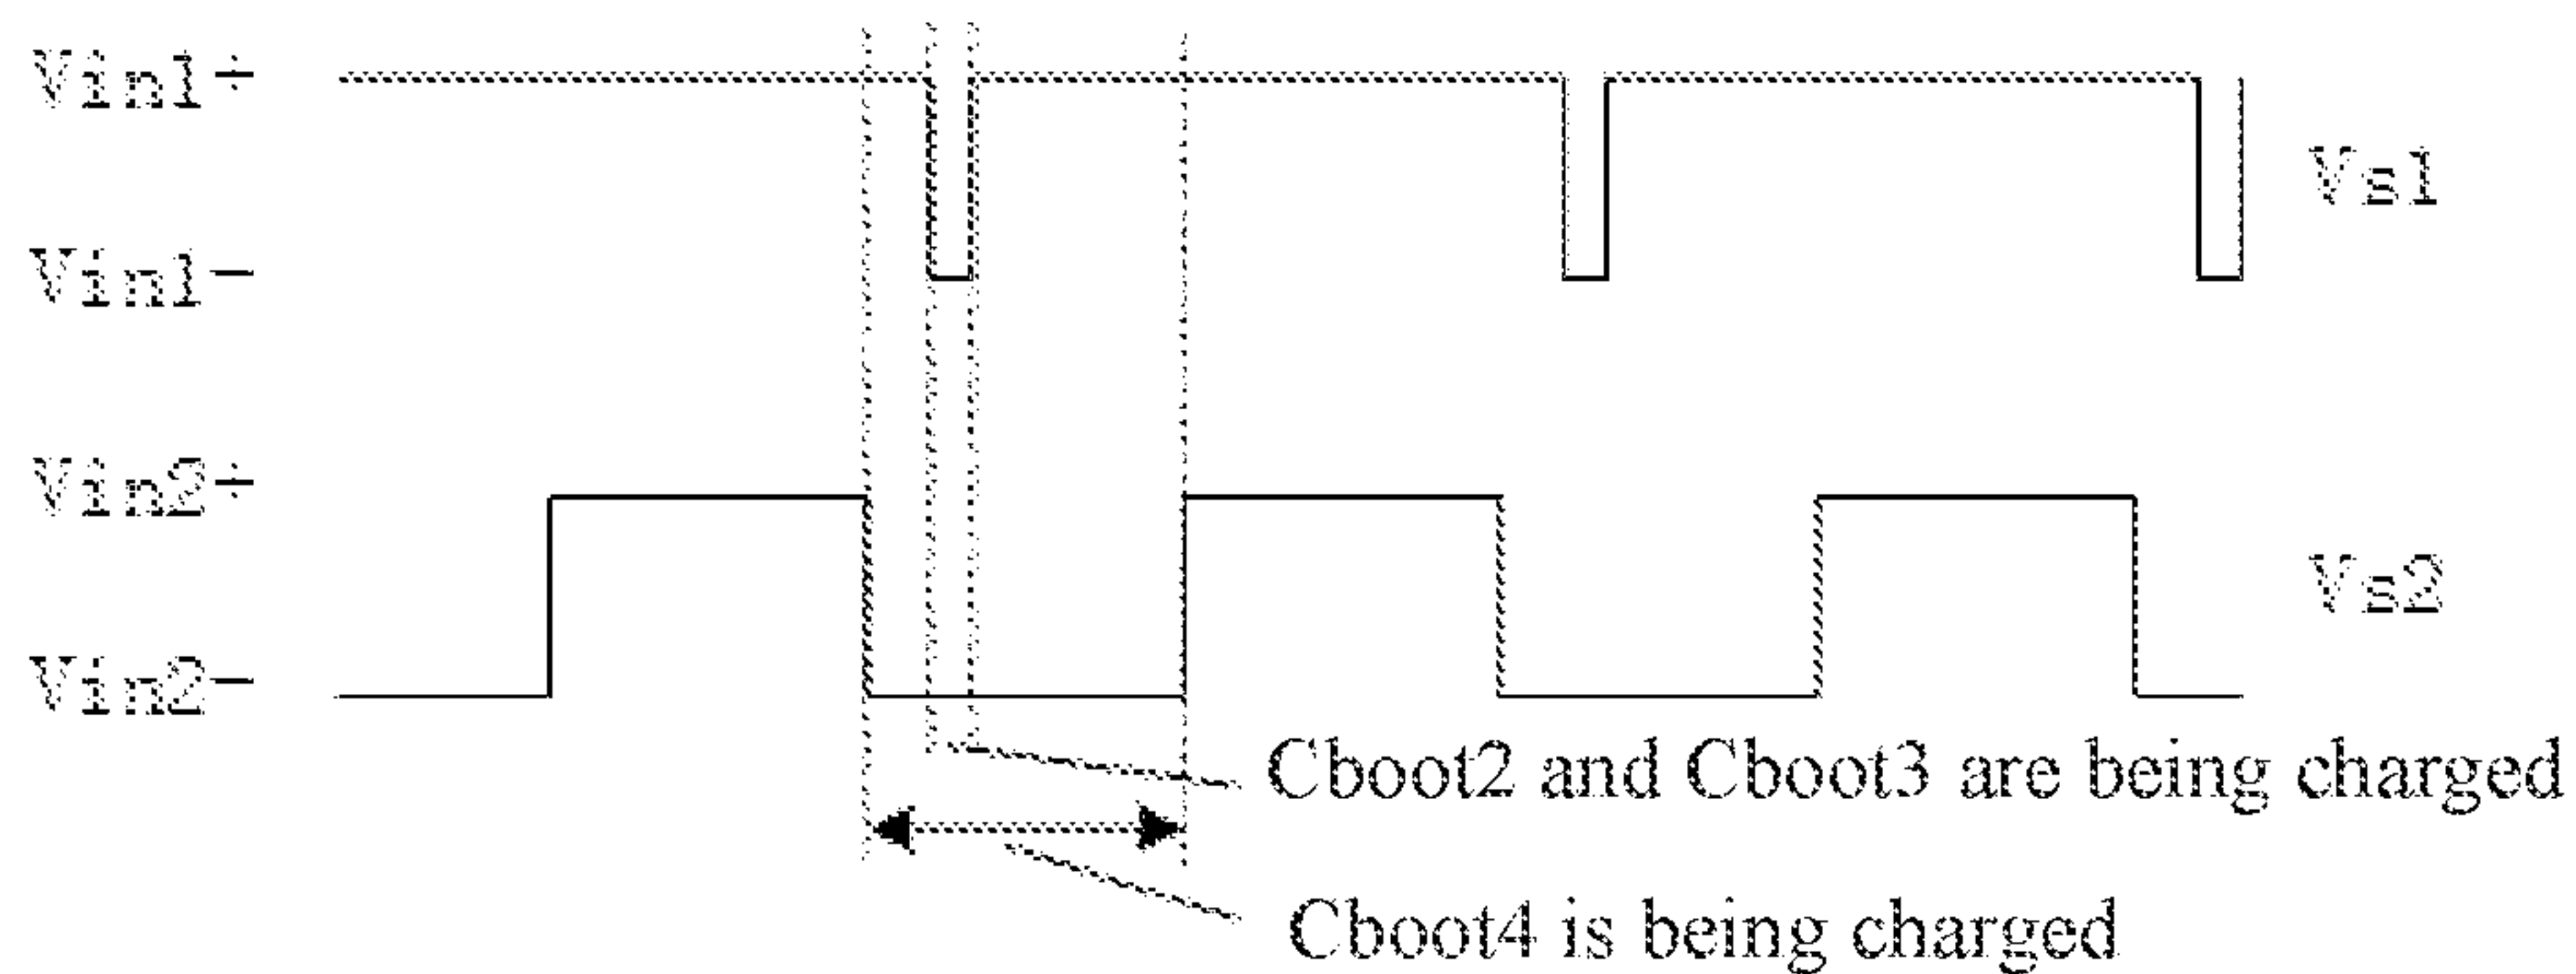 Vin1+
Vs1
Vin1-
Vin2+
Vs2
Vin2-
Cboot2 and Cboot3 are being charged
Cboot4 is being charged